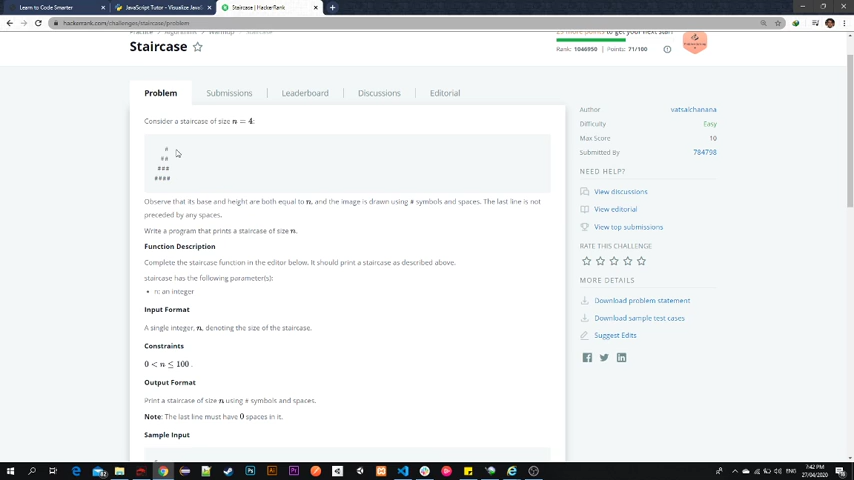 Learn to Code Smarter
JavaScript Tutor - Visualize JavaS
Staircase | HackerRank
hackerrank.com/challenges/staircase/problem
Staircase
Rank: 1046950 | Points: 71/100
Problem
Submissions
Leaderboard
Discussions
Editorial
Consider a staircase of size n = 4:
#
##
###
####
Observe that its base and height are both equal to n, and the image is drawn using # symbols and spaces. The last line is not
preceded by any spaces.
Write a program that prints a staircase of size n.
Function Description
Complete the staircase function in the editor below. It should print a staircase as described above.
staircase has the following parameter(s):
• n: an integer
Input Format
A single integer, n, denoting the size of the staircase.
Constraints
0 < n ≤ 100 .
Output Format
Print a staircase of size n using # symbols and spaces.
Note: The last line must have 0 spaces in it.
Sample Input
Author vatsalchanana
Difficulty Easy
Max Score 10
Submitted By 784798
NEED HELP?
View discussions
View editorial
View top submissions
RATE THIS CHALLENGE
MORE DETAILS
Download problem statement
Download sample test cases
Suggest Edits
ENG
7:42 PM
27/04/2020